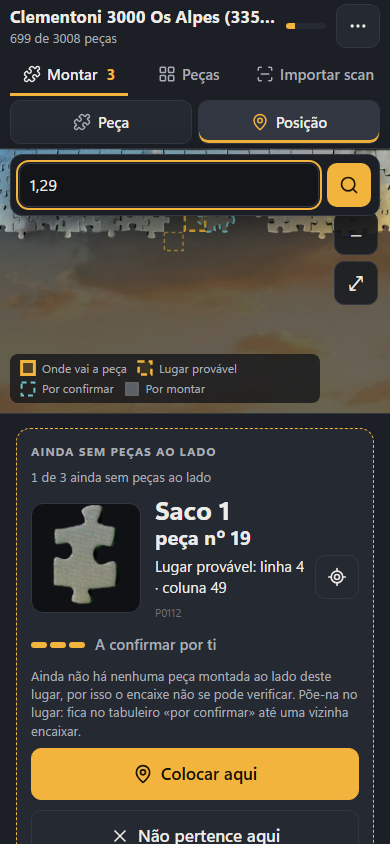 Clementoni 3000 Os Alpes (335...
699 de 3008 peças
Montar 3
Peças
Importar scan
Peça
Posição
1,29
Onde vai a peça
Lugar provável
Por confirmar
Por montar
AINDA SEM PEÇAS AO LADO
1 de 3 ainda sem peças ao lado
Saco 1
peça nº 19
Lugar provável: linha 4
· coluna 49
P0112
A confirmar por ti
Ainda não há nenhuma peça montada ao lado deste
lugar, por isso o encaixe não se pode verificar. Põe-na no
lugar: fica no tabuleiro «por confirmar» até uma vizinha
encaixar.
Colocar aqui
Não pertence aqui